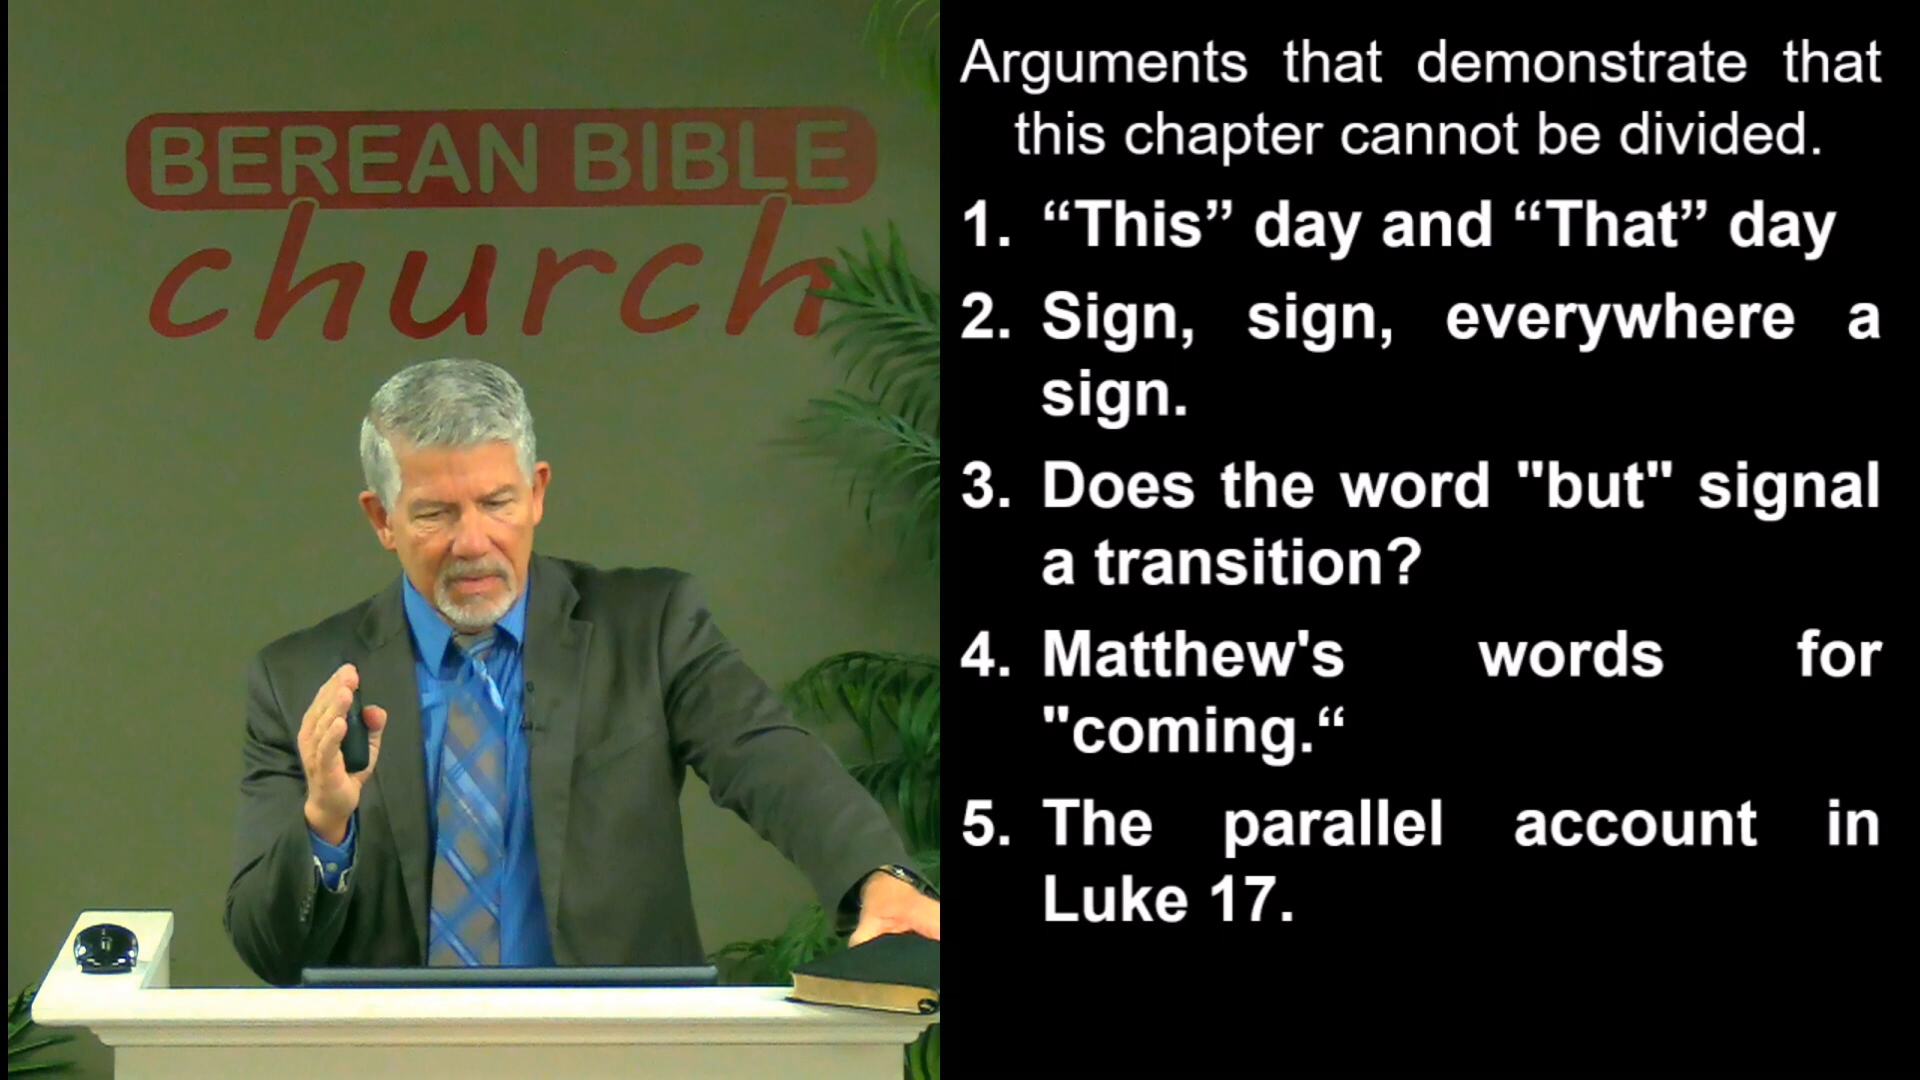 BEREAN BIBLE
church
Arguments that demonstrate that
this chapter cannot be divided.
1. “This” day and “That” day
2. Sign, sign, everywhere a
sign.
3. Does the word "but" signal
a transition?
4. Matthew's words for
"coming.“
5. The parallel account in
Luke 17.